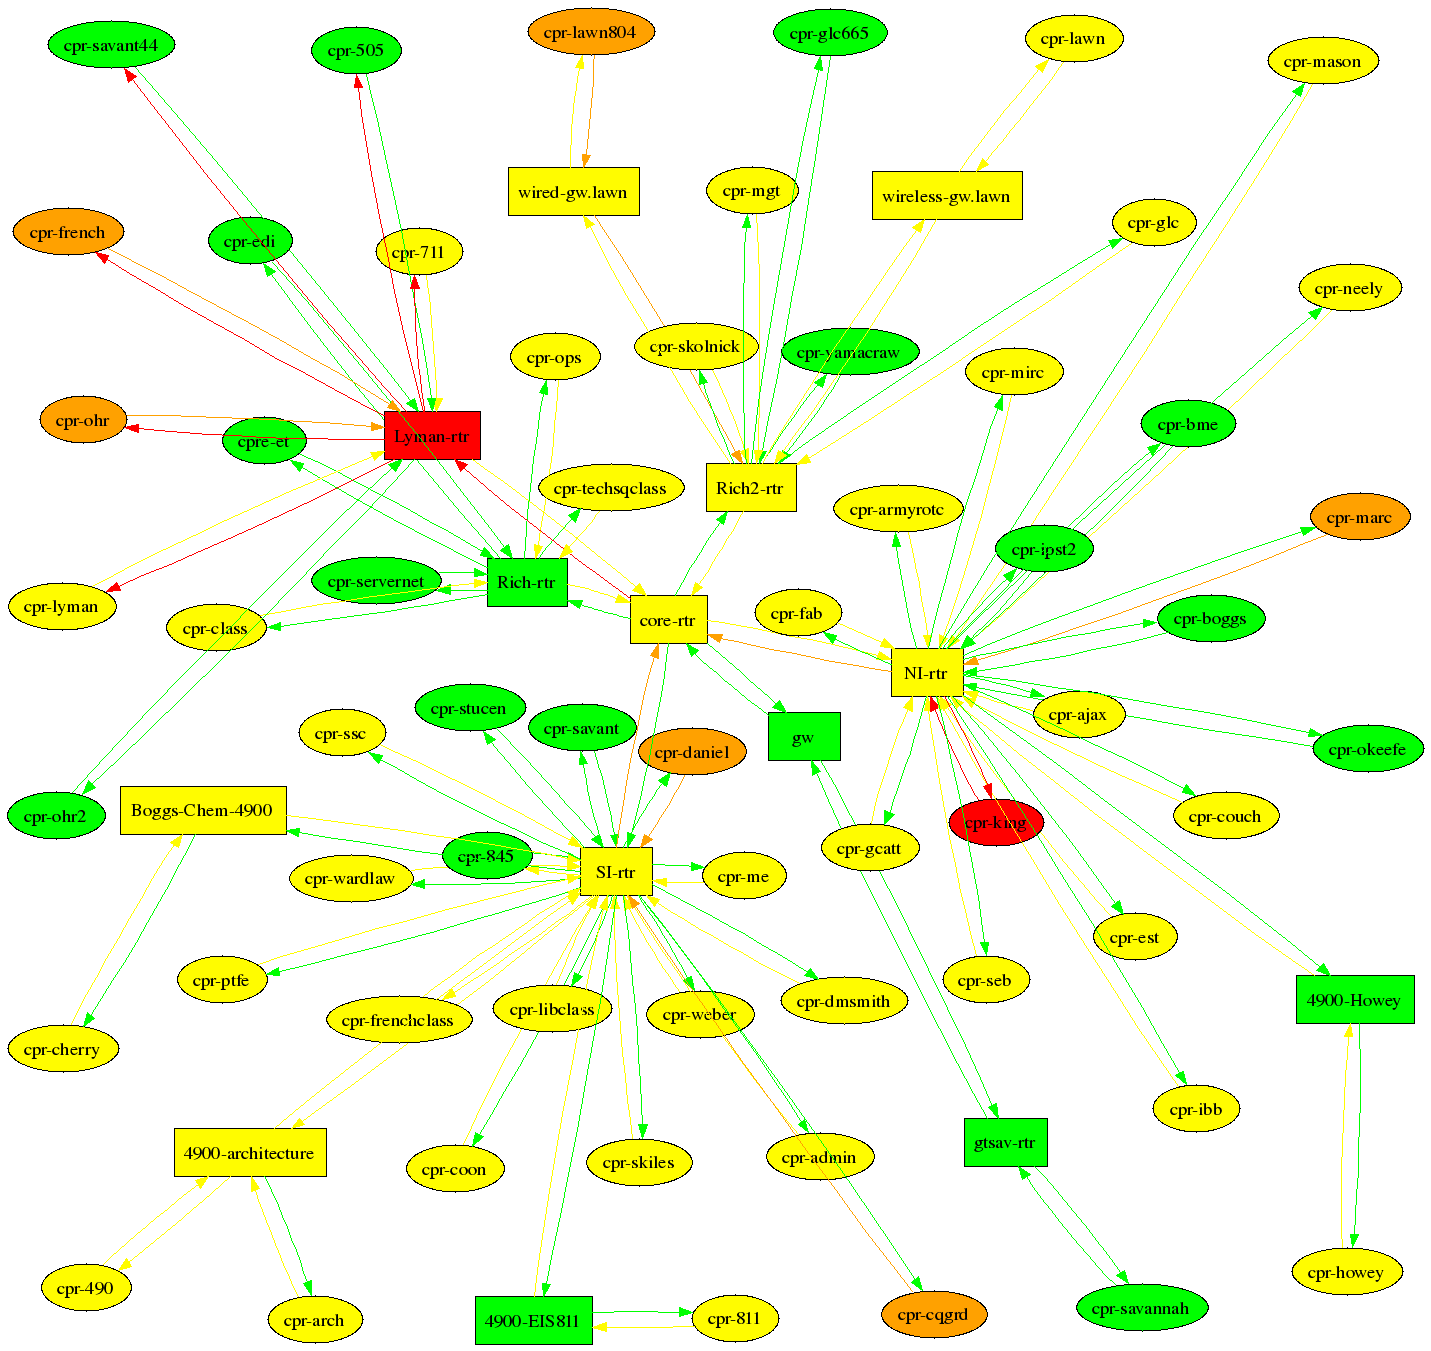 cpr-savant44
cpr-505
cpr-lawn804
cpr-glc665
cpr-lawn
cpr-mason
wired-gw.lawn
cpr-mgt
wireless-gw.lawn
cpr-french
cpr-edi
cpr-711
cpr-glc
cpr-neely
cpr-ops
cpr-skolnick
cpr-yamacraw
cpr-mirc
cpr-ohr
cpre-et
Lyman-rtr
cpr-bme
cpr-techsqclass
Rich2-rtr
cpr-armyrotc
cpr-marc
cpr-ipst2
cpr-servernet
Rich-rtr
cpr-lyman
cpr-class
core-rtr
cpr-fab
cpr-boggs
NI-rtr
cpr-stucen
cpr-ssc
cpr-savant
cpr-daniel
gw
cpr-ajax
cpr-okeefe
Boggs-Chem-4900
cpr-ohr2
cpr-845
cpr-gcatt
cpr-king
cpr-couch
cpr-wardlaw
SI-rtr
cpr-me
cpr-est
cpr-ptfe
cpr-seb
cpr-frenchclass
cpr-libclass
cpr-weber
cpr-dmsmith
4900-Howey
cpr-cherry
cpr-ibb
4900-architecture
cpr-coon
cpr-skiles
cpr-admin
gtsav-rtr
cpr-490
cpr-arch
4900-EIS811
cpr-811
cpr-cqgrd
cpr-savannah
cpr-howey